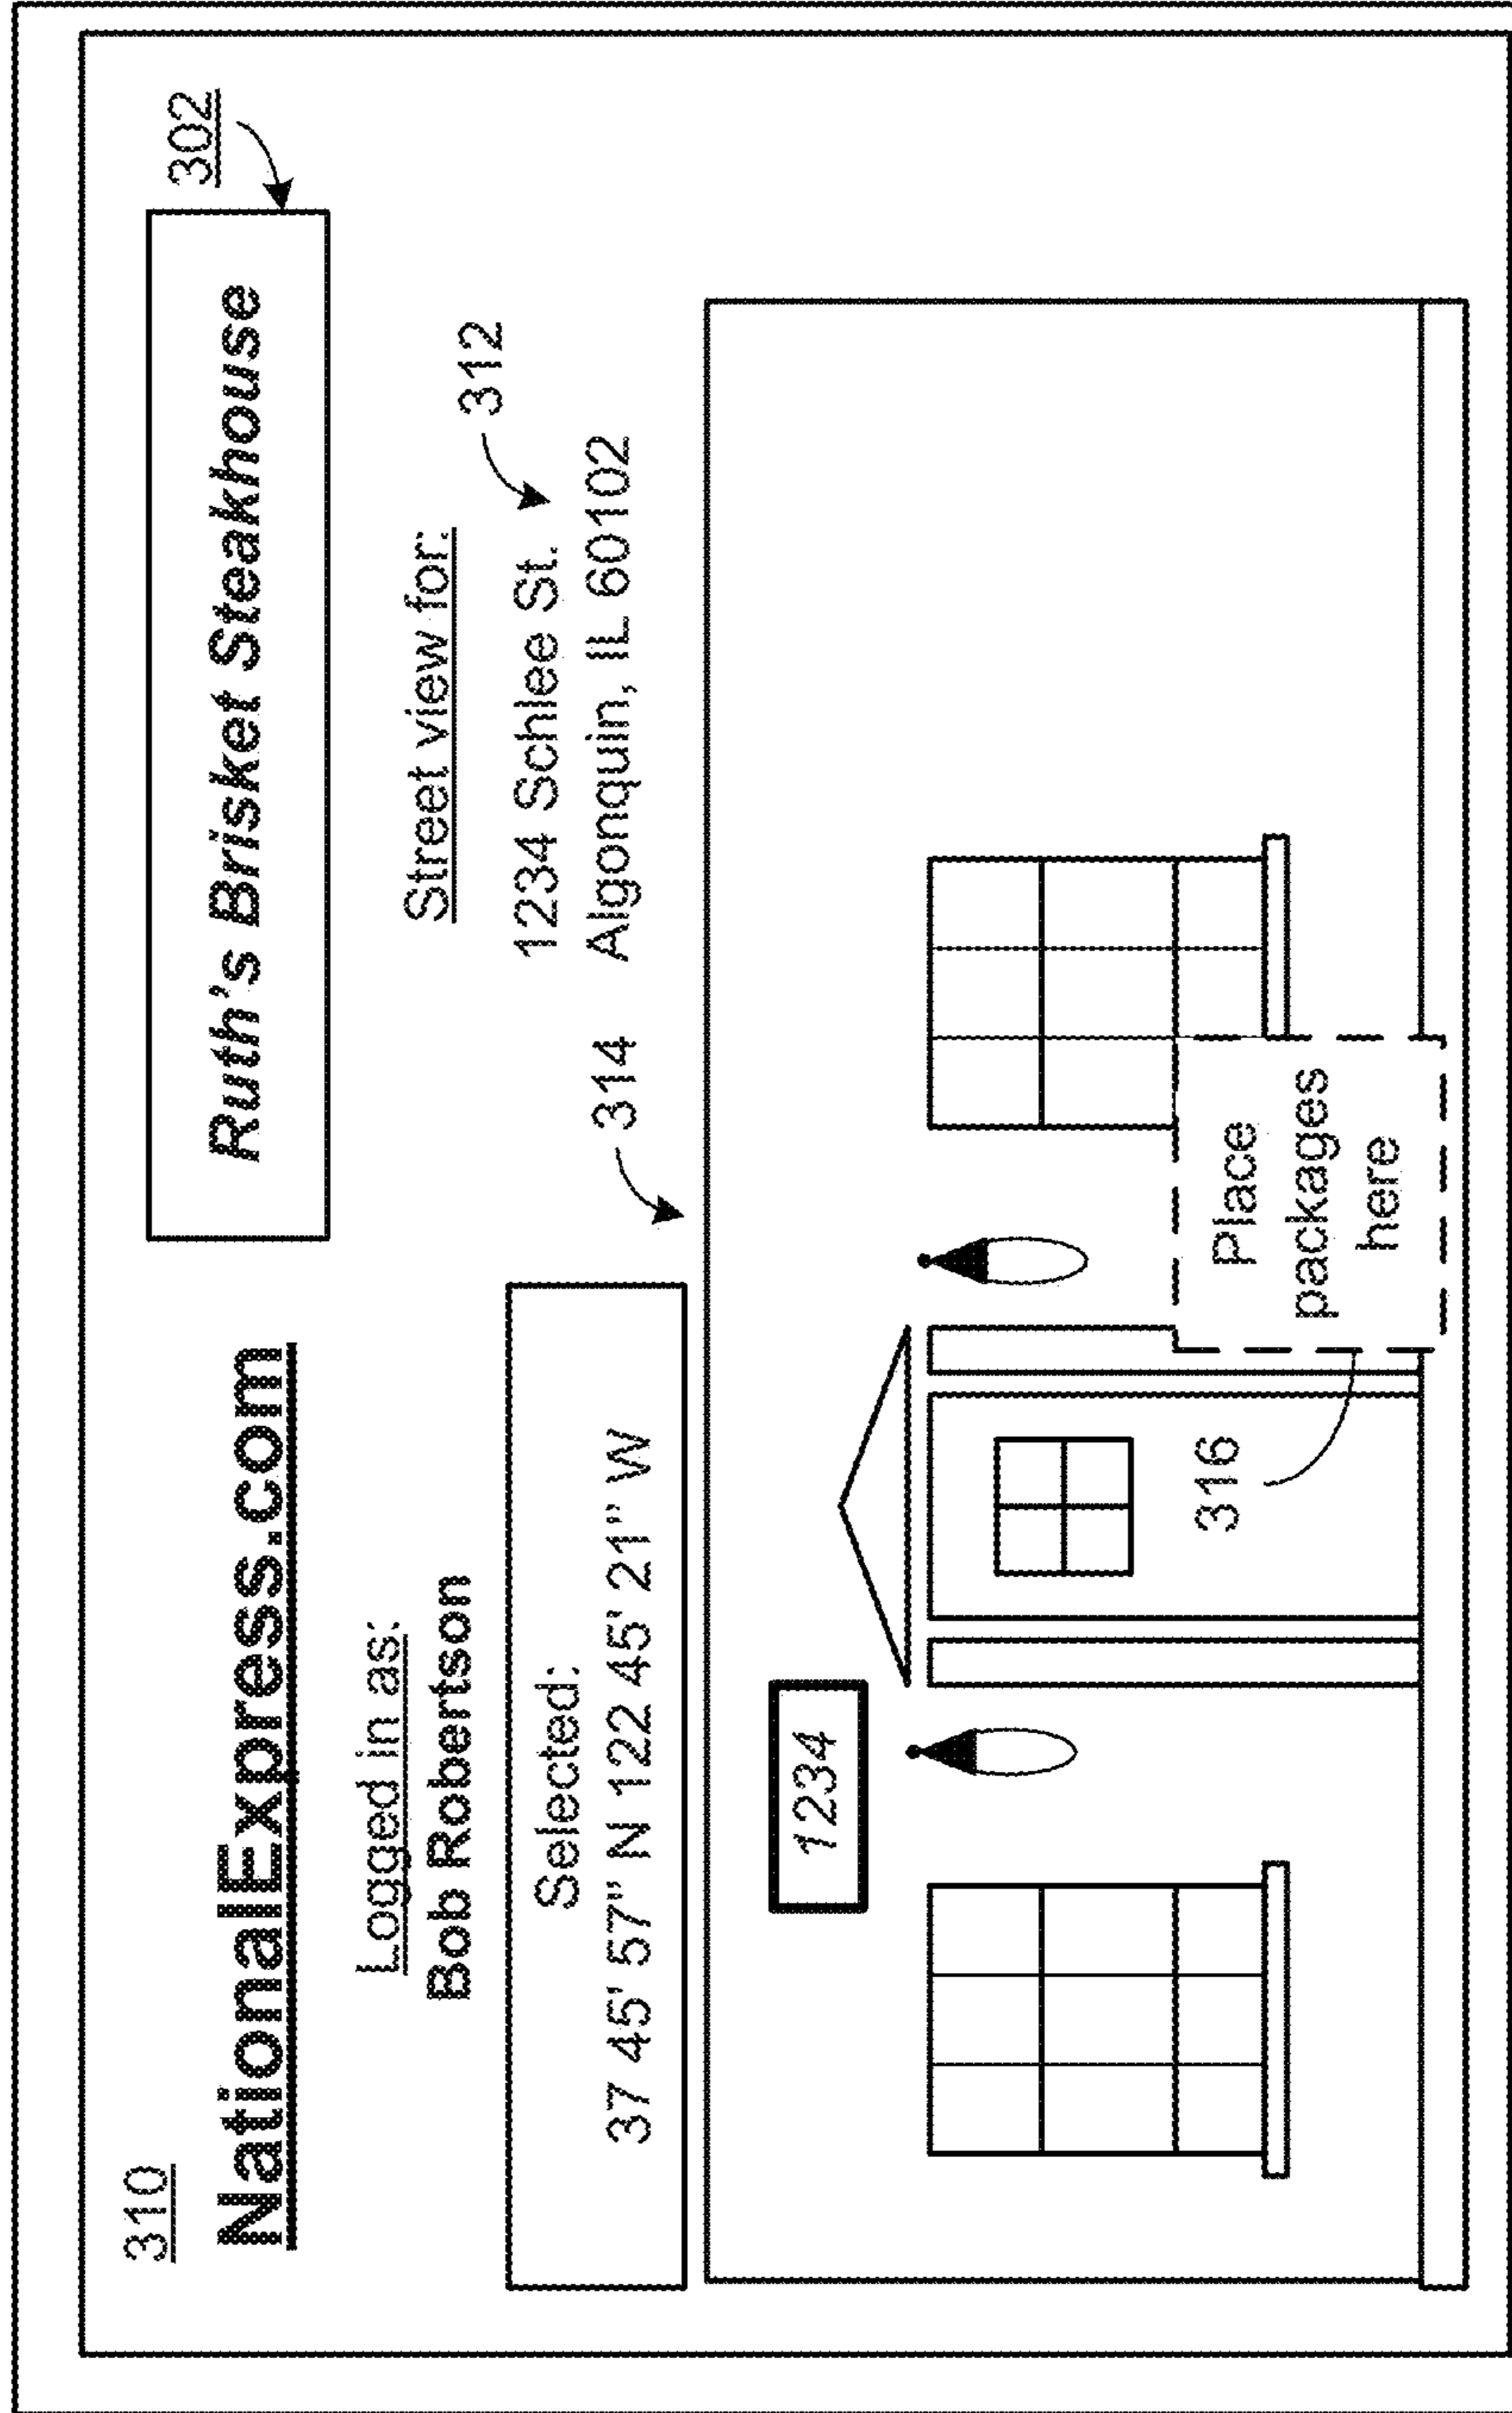 310
NationalExpress.com
Ruth's Brisket Steakhouse
302
Logged in as:
Bob Robertson
Street view for:
312
1234 Schlee St.
Algonquin, IL 60102
Selected:
37 45' 57" N 122 45' 21" W
314
1234
316
Place
packages
here